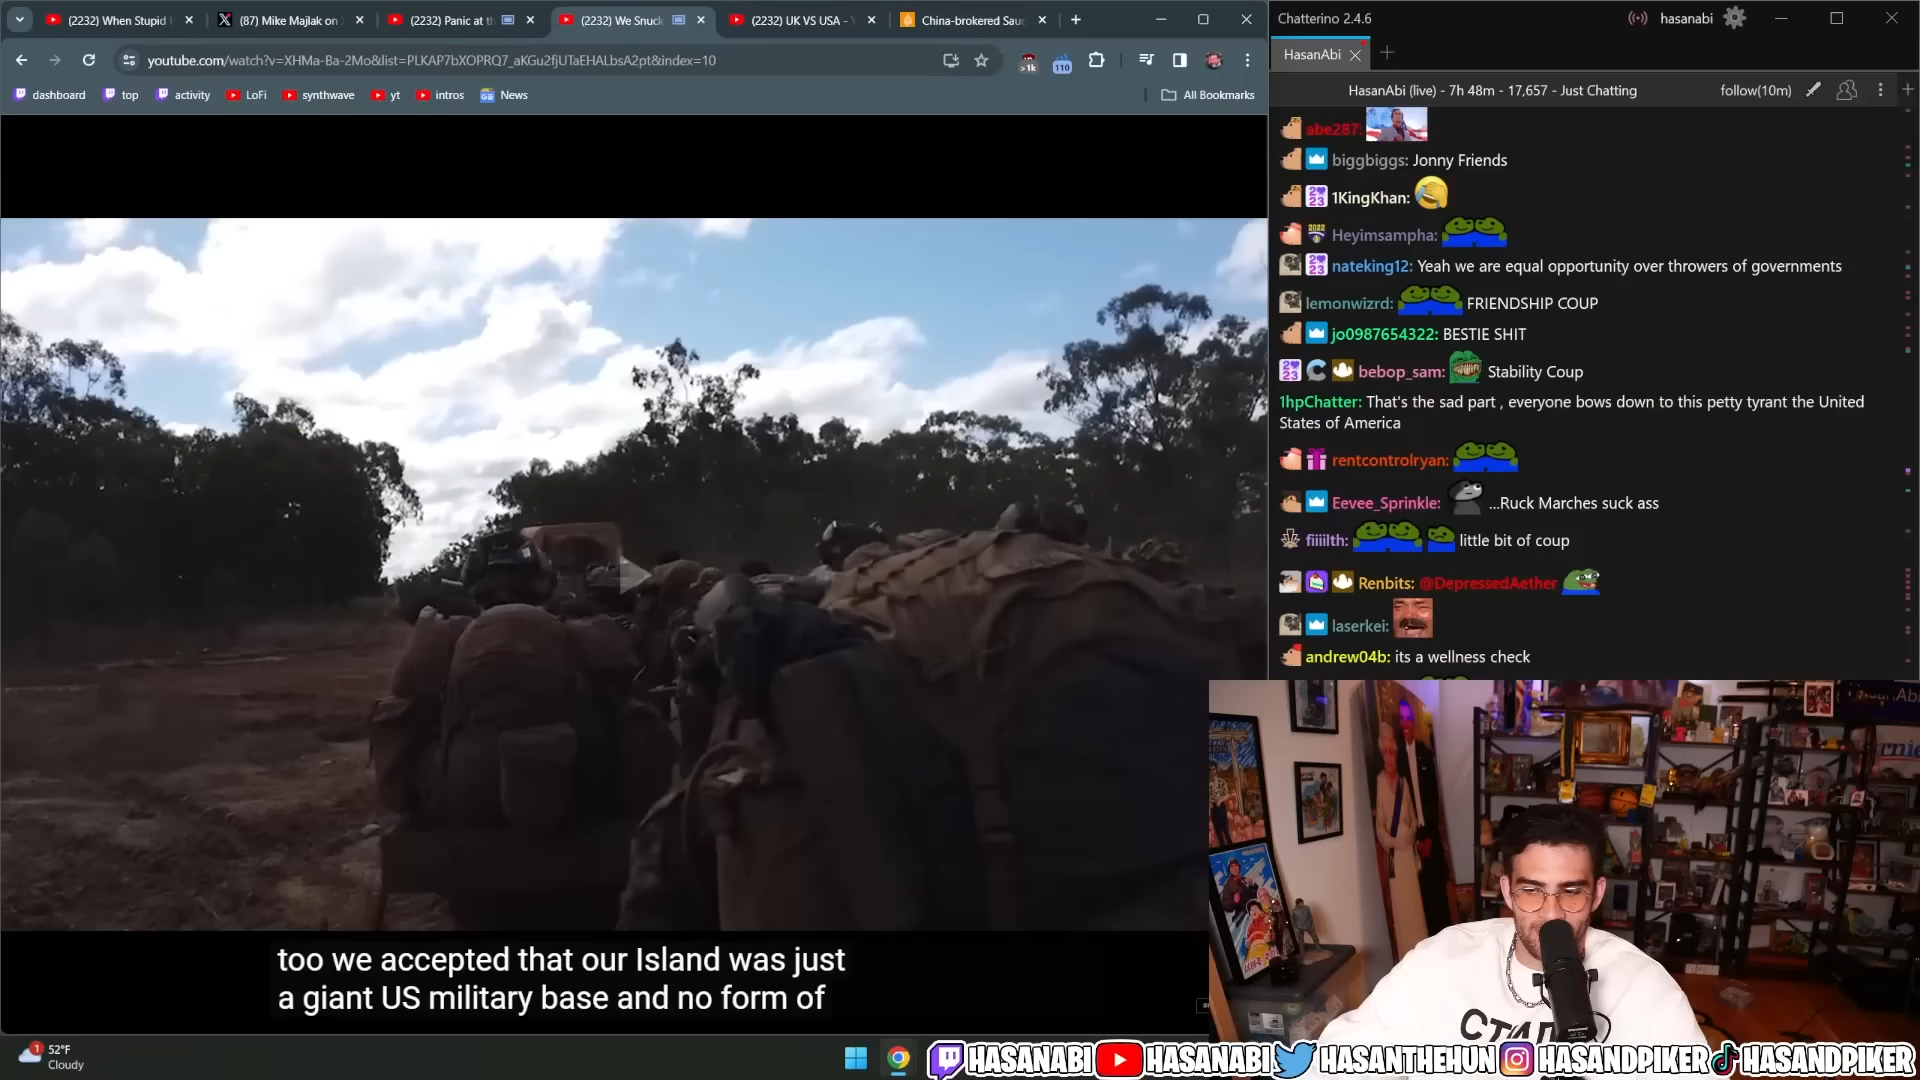 (2232) When Stupid
(87) Mike Majlak on
(2232) Panic at th
(2232) We Snuck
(2232) UK VS USA -
China-brokered Sau
youtube.com/watch?v=XHMa-Ba-2Mo&list=PLKAP7bXOPRQ7_aKGu2fjUTaEHALbsA2pt&index=10
>1k
110
dashboard
top
activity
LoFi
synthwave
yt
intros
News
All Bookmarks
too we accepted that our Island was just
a giant US military base and no form of
Chatterino 2.4.6
hasanabi
HasanAbi
HasanAbi (live) - 7h 48m - 17,657 - Just Chatting
follow(10m)
abe287:
biggbiggs: Jonny Friends
1KingKhan:
Heyimsampha:
nateking12: Yeah we are equal opportunity over throwers of governments
lemonwizrd: FRIENDSHIP COUP
jo0987654322: BESTIE SHIT
bebop_sam: Stability Coup
1hpChatter: That's the sad part , everyone bows down to this petty tyrant the United
States of America
rentcontrolryan:
Eevee_Sprinkle: ...Ruck Marches suck ass
fiiiilth: little bit of coup
Renbits: @DepressedAether
laserkei:
andrew04b: its a wellness check
1
52°F
Cloudy
HASANABI
HASANABI
HASANTHEHUN
HASANDPIKER
HASANDPIKER